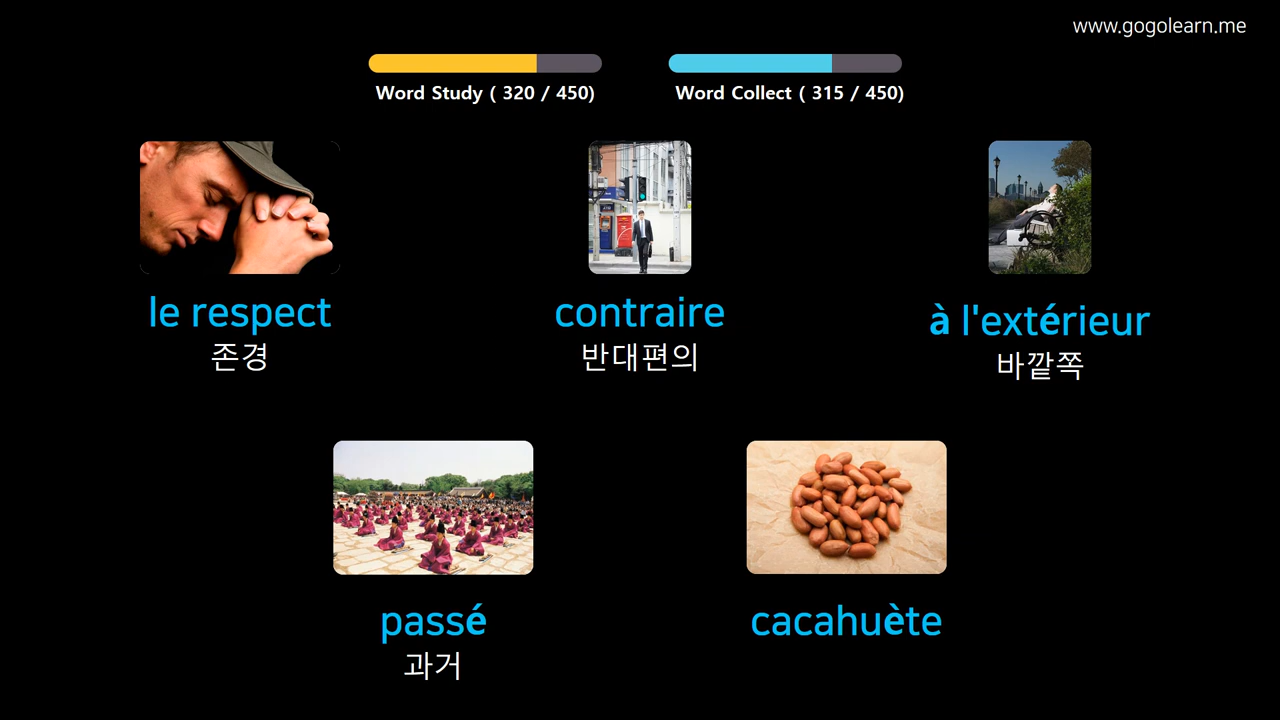 www.gogolearn.me
Word Study ( 320 / 450)
Word Collect ( 315 / 450)
le respect
존경
contraire
반대편의
à l'extérieur
바깥쪽
passé
과거
cacahuète